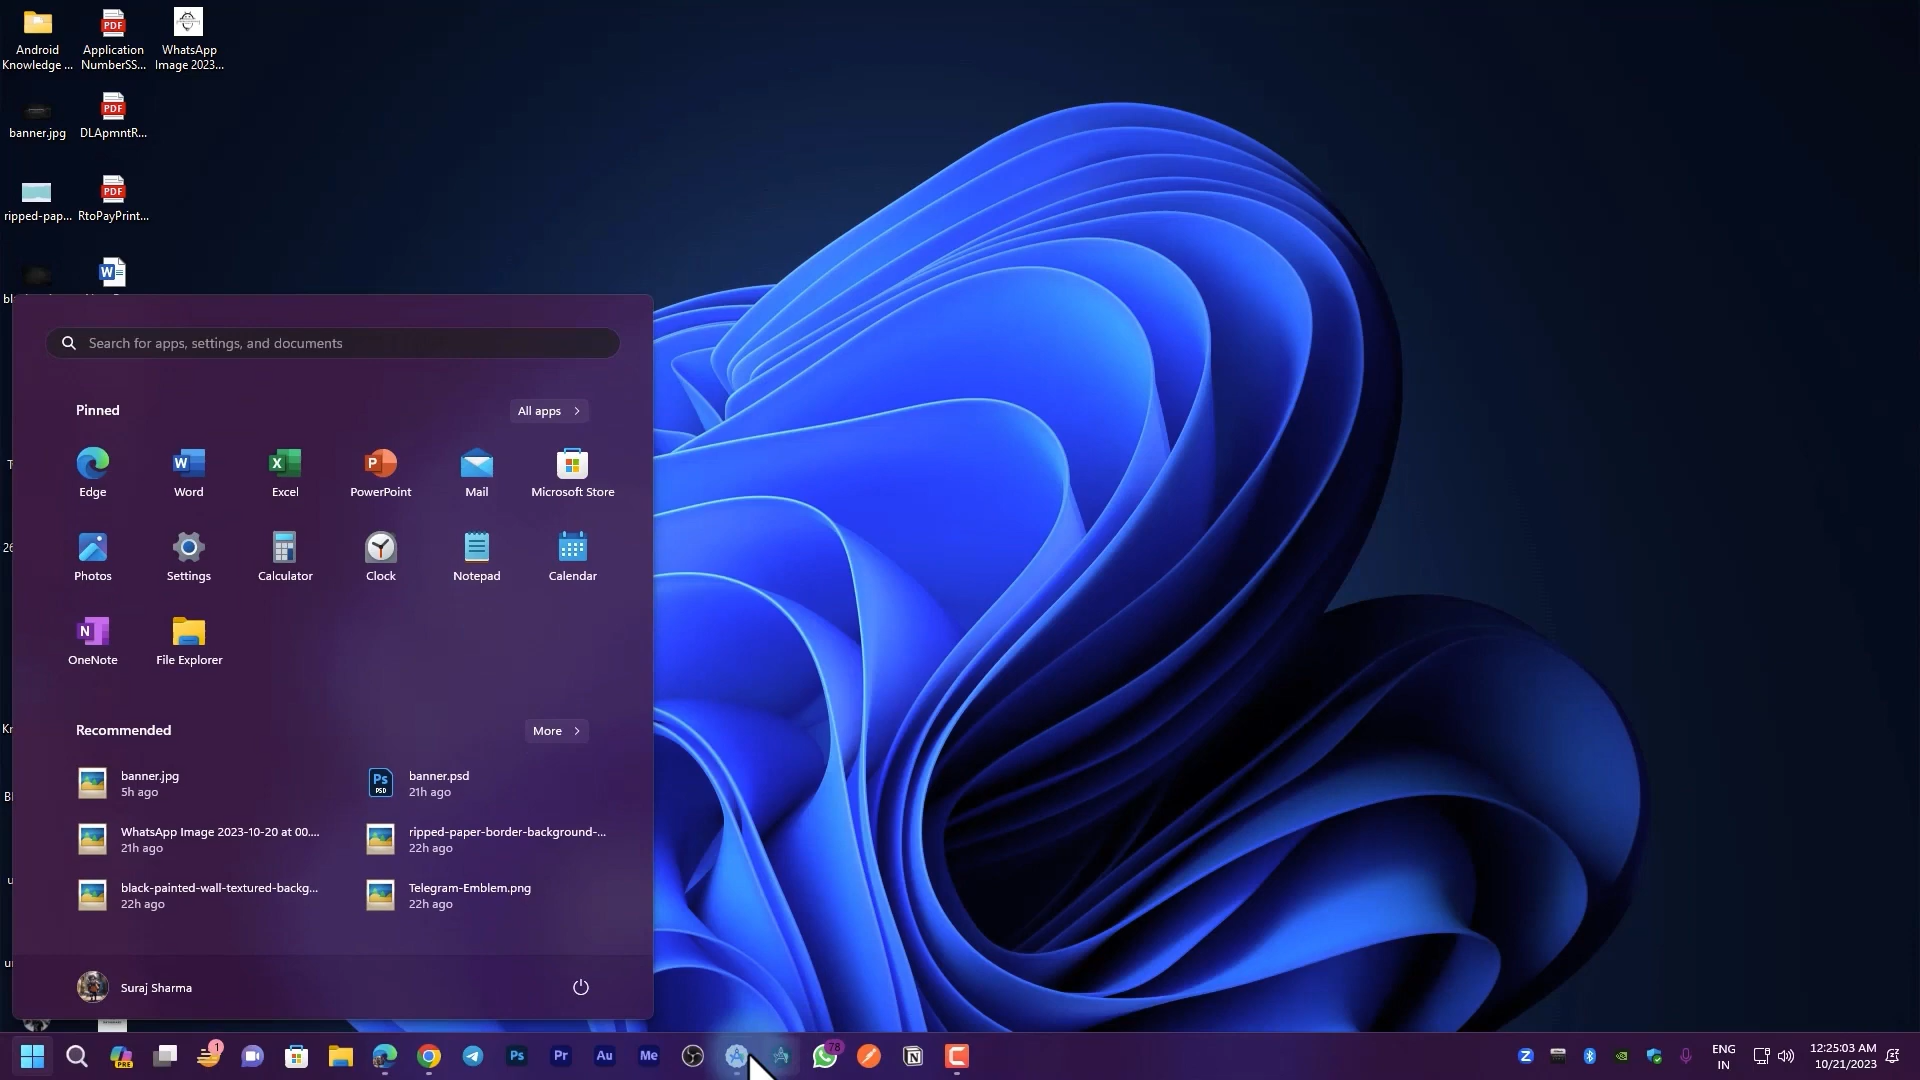 Android
Knowledge ...
Application
NumberSS...
WhatsApp
Image 2023...
banner.jpg
DLApmntR...
ripped-pap...
RtoPayPrint...
Search for apps, settings, and documents
Pinned
All apps
Edge
Word
Excel
PowerPoint
Mail
Microsoft Store
Photos
Settings
Calculator
Clock
Notepad
Calendar
OneNote
File Explorer
Recommended
More
banner.jpg
5h ago
banner.psd
21h ago
WhatsApp Image 2023-10-20 at 00....
21h ago
ripped-paper-border-background-...
22h ago
black-painted-wall-textured-backg...
22h ago
Telegram-Emblem.png
22h ago
Suraj Sharma
78
ENG
IN
12:25:03 AM
10/21/2023